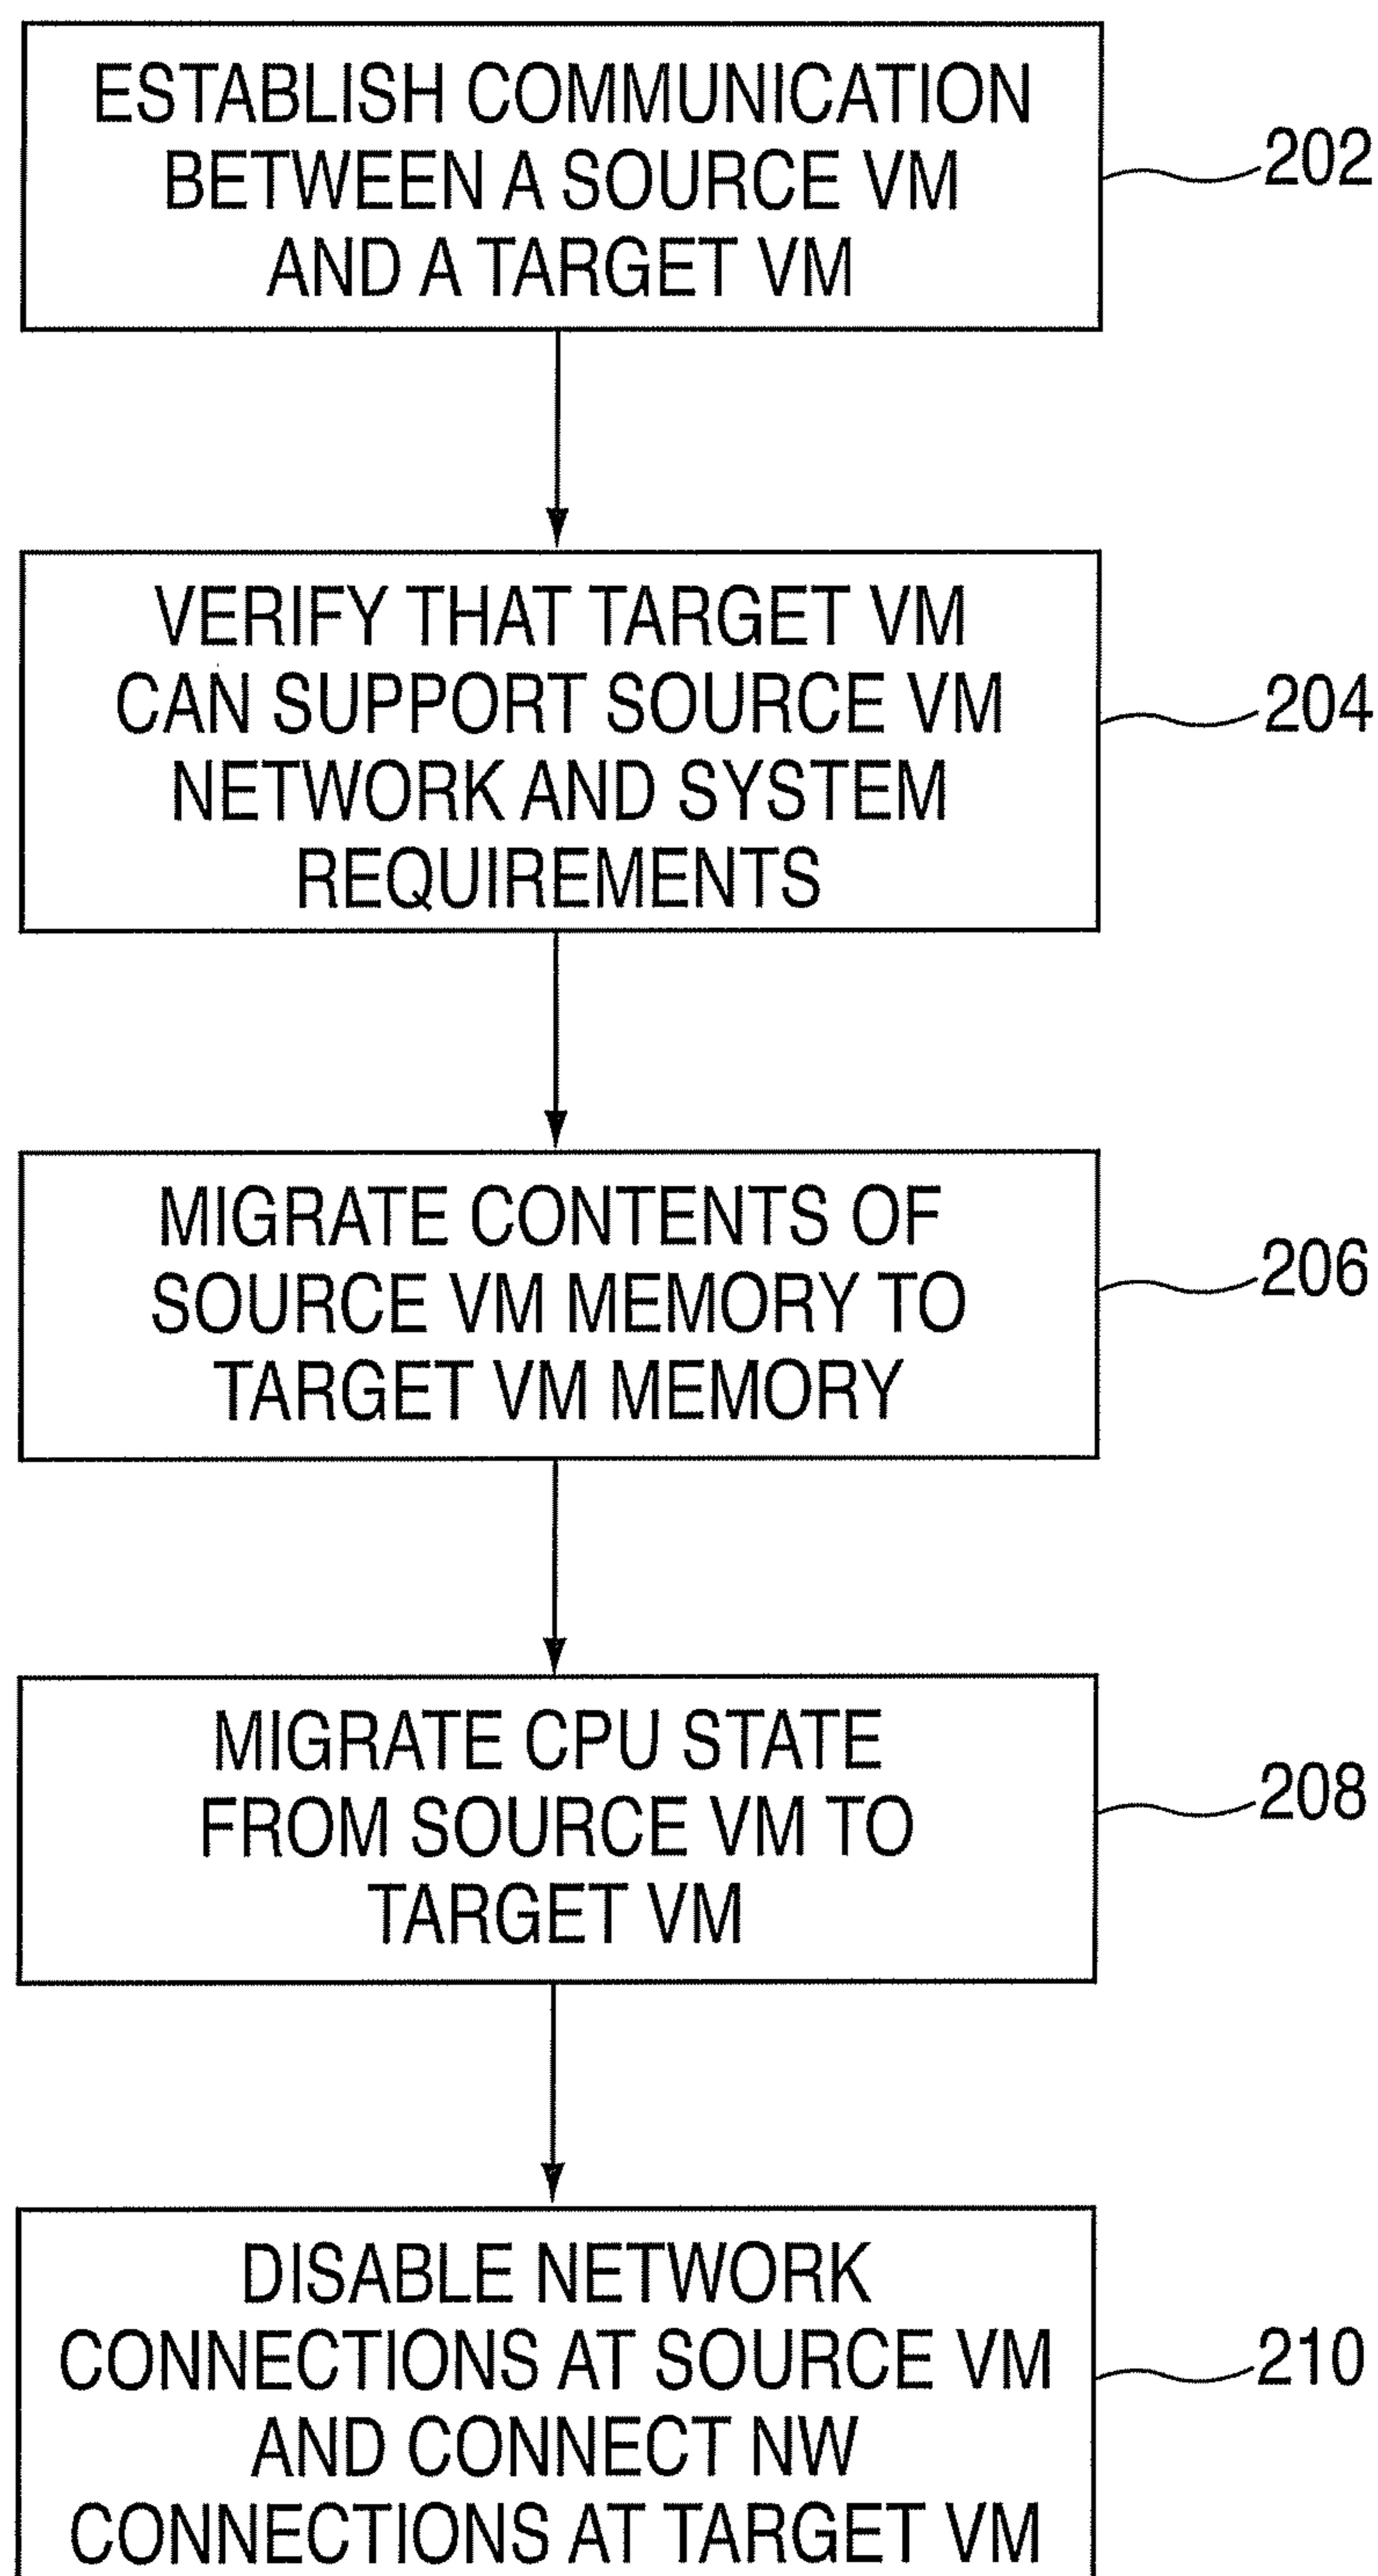 ESTABLISH COMMUNICATION
BETWEEN A SOURCE VM
AND A TARGET VM
202
VERIFY THAT TARGET VM
CAN SUPPORT SOURCE VM
NETWORK AND SYSTEM
REQUIREMENTS
204
MIGRATE CONTENTS OF
SOURCE VM MEMORY TO
TARGET VM MEMORY
206
MIGRATE CPU STATE
FROM SOURCE VM TO
TARGET VM
208
DISABLE NETWORK
CONNECTIONS AT SOURCE VM
AND CONNECT NW
CONNECTIONS AT TARGET VM
210